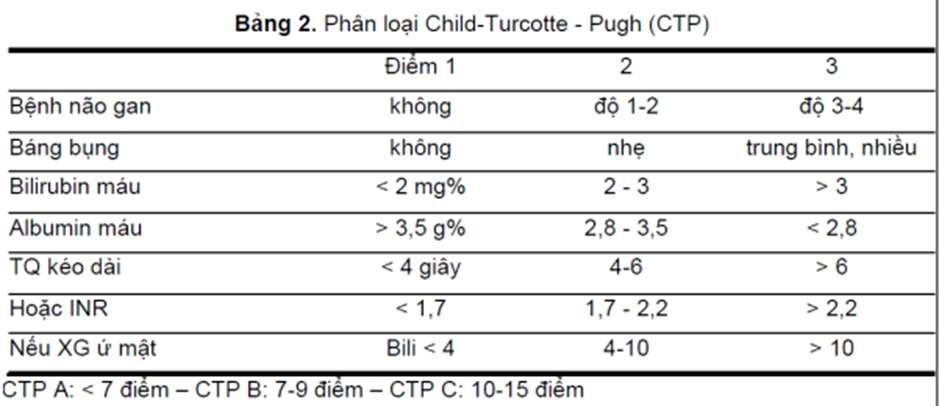 Bảng 2. Phân loại Child-Turcotte - Pugh (CTP)
Điểm 1 2 3
Bệnh não gan không độ 1-2 độ 3-4
Báng bụng không nhẹ trung bình, nhiều
Bilirubin máu < 2 mg% 2 - 3 > 3
Albumin máu > 3,5 g% 2,8 - 3,5 < 2,8
TQ kéo dài < 4 giây 4-6 > 6
Hoặc INR < 1,7 1,7 - 2,2 > 2,2
Nếu XG ứ mật Bili < 4 4-10 > 10
CTP A: < 7 điểm – CTP B: 7-9 điểm – CTP C: 10-15 điểm